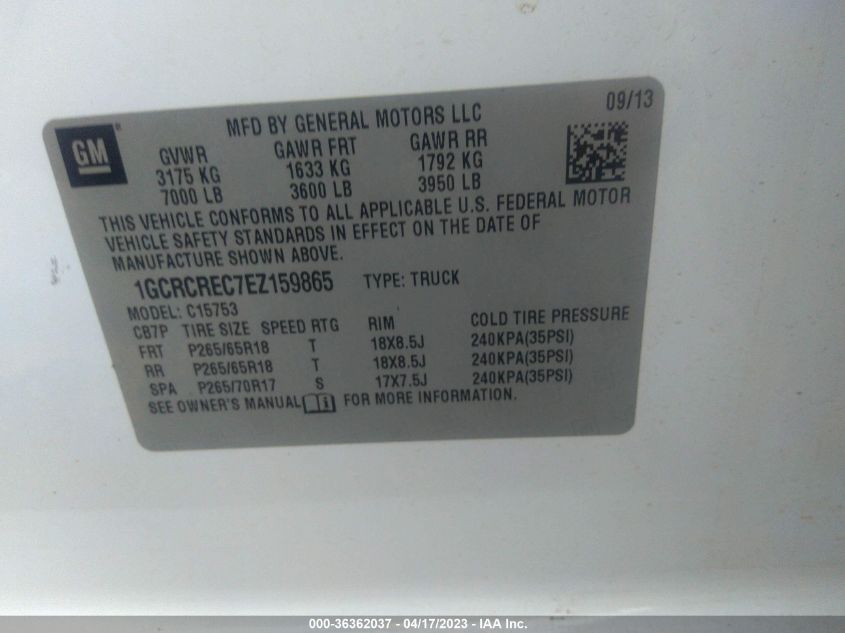 09/13
GM
MFD BY GENERAL MOTORS LLC
GVWR GAWR FRT GAWR RR
3175 KG 1633 KG 1792 KG
7000 LB 3600 LB 3950 LB
THIS VEHICLE CONFORMS TO ALL APPLICABLE U.S. FEDERAL MOTOR
VEHICLE SAFETY STANDARDS IN EFFECT ON THE DATE OF
MANUFACTURE SHOWN ABOVE.
1GCRCREC7EZ159865 TYPE: TRUCK
MODEL: C15753
CB7P TIRE SIZE SPEED RTG RIM COLD TIRE PRESSURE
FRT P265/65R18 T 18X8.5J 240KPA(35PSI)
RR P265/65R18 T 18X8.5J 240KPA(35PSI)
SPA P265/70R17 S 17X7.5J 240KPA(35PSI)
SEE OWNER'S MANUAL FOR MORE INFORMATION.
000-36362037 - 04/17/2023 - IAA Inc.